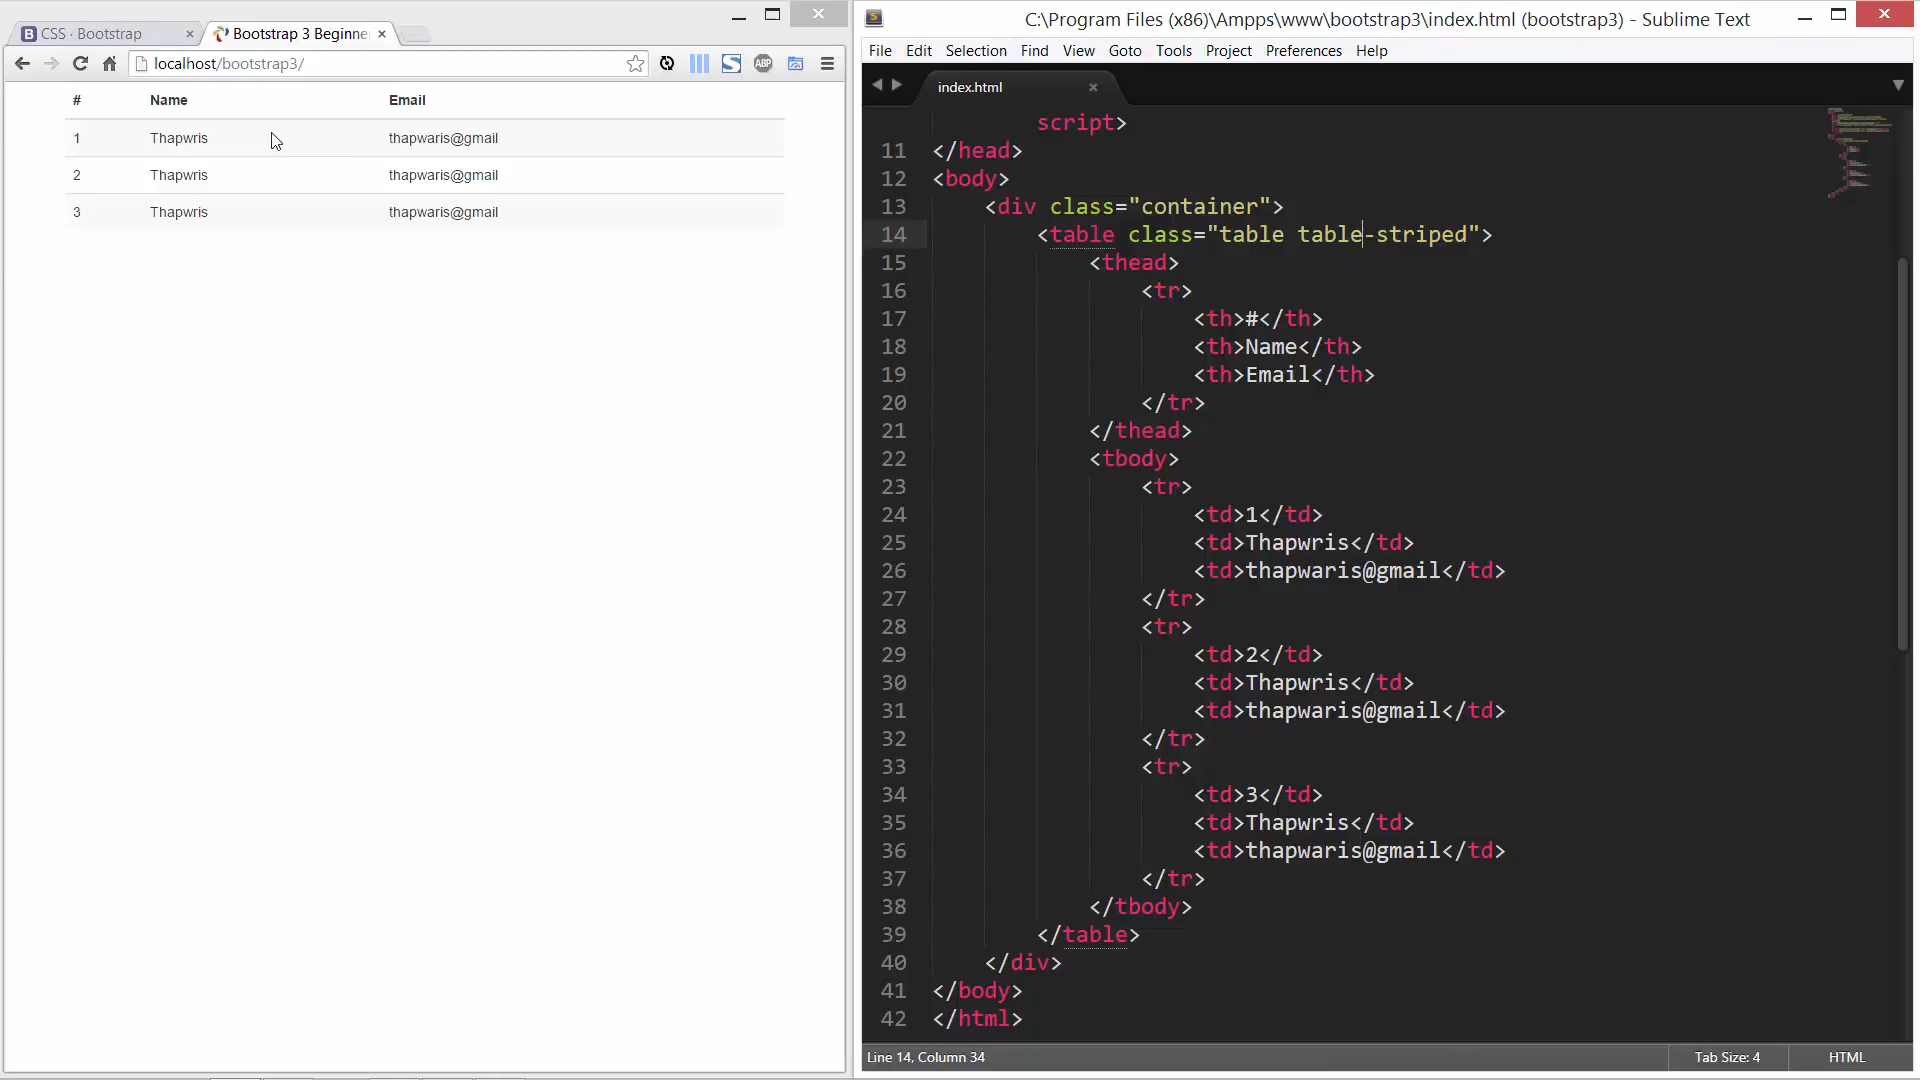 CSS · Bootstrap
Bootstrap 3 Beginne
localhost/bootstrap3/
ABP
# Name Email
1 Thapwris thapwaris@gmail
2 Thapwris thapwaris@gmail
3 Thapwris thapwaris@gmail
C:\Program Files (x86)\Ampps\www\bootstrap3\index.html (bootstrap3) - Sublime Text
File Edit Selection Find View Goto Tools Project Preferences Help
index.html
script>
11 </head>
12 <body>
13 <div class="container">
14 <table class="table table-striped">
15 <thead>
16 <tr>
17 <th>#</th>
18 <th>Name</th>
19 <th>Email</th>
20 </tr>
21 </thead>
22 <tbody>
23 <tr>
24 <td>1</td>
25 <td>Thapwris</td>
26 <td>thapwaris@gmail</td>
27 </tr>
28 <tr>
29 <td>2</td>
30 <td>Thapwris</td>
31 <td>thapwaris@gmail</td>
32 </tr>
33 <tr>
34 <td>3</td>
35 <td>Thapwris</td>
36 <td>thapwaris@gmail</td>
37 </tr>
38 </tbody>
39 </table>
40 </div>
41 </body>
42 </html>
Line 14, Column 34
Tab Size: 4
HTML